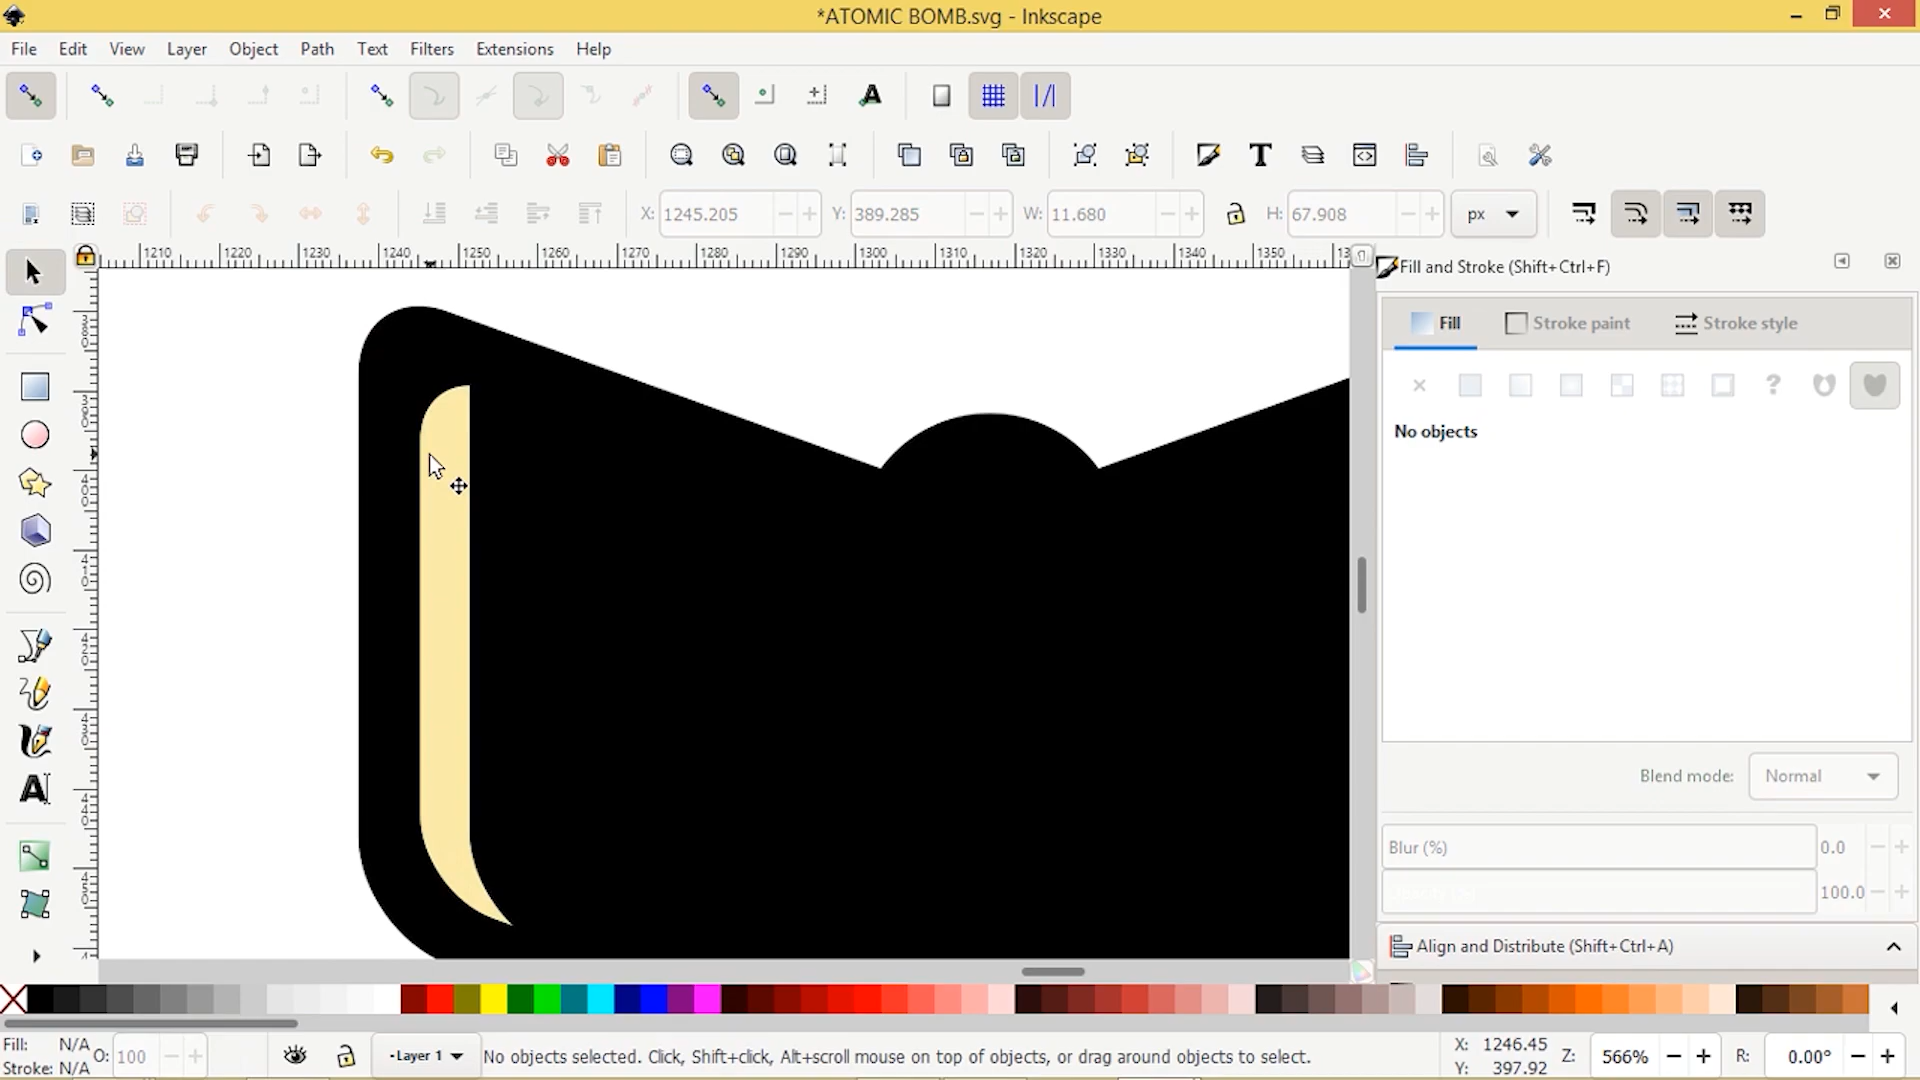 *ATOMIC BOMB.svg - Inkscape
File Edit View Layer Object Path Text Filters Extensions Help
X: 1245.205 Y: 389.285 W: 11.680 H: 67.908 px
1210 1220 1230 1240 1250 1260 1270 1280 1290 1300 1310 1320 1330 1340 1350
Fill and Stroke (Shift+Ctrl+F)
Fill Stroke paint Stroke style
No objects
Blend mode: Normal
Blur (%) 0.0
100.0
Align and Distribute (Shift+Ctrl+A)
Fill: N/A
Stroke: N/A
O: 100
•Layer 1
No objects selected. Click, Shift+click, Alt+scroll mouse on top of objects, or drag around objects to select.
X: 1246.45
Y: 397.92
Z: 566%
R: 0.00°